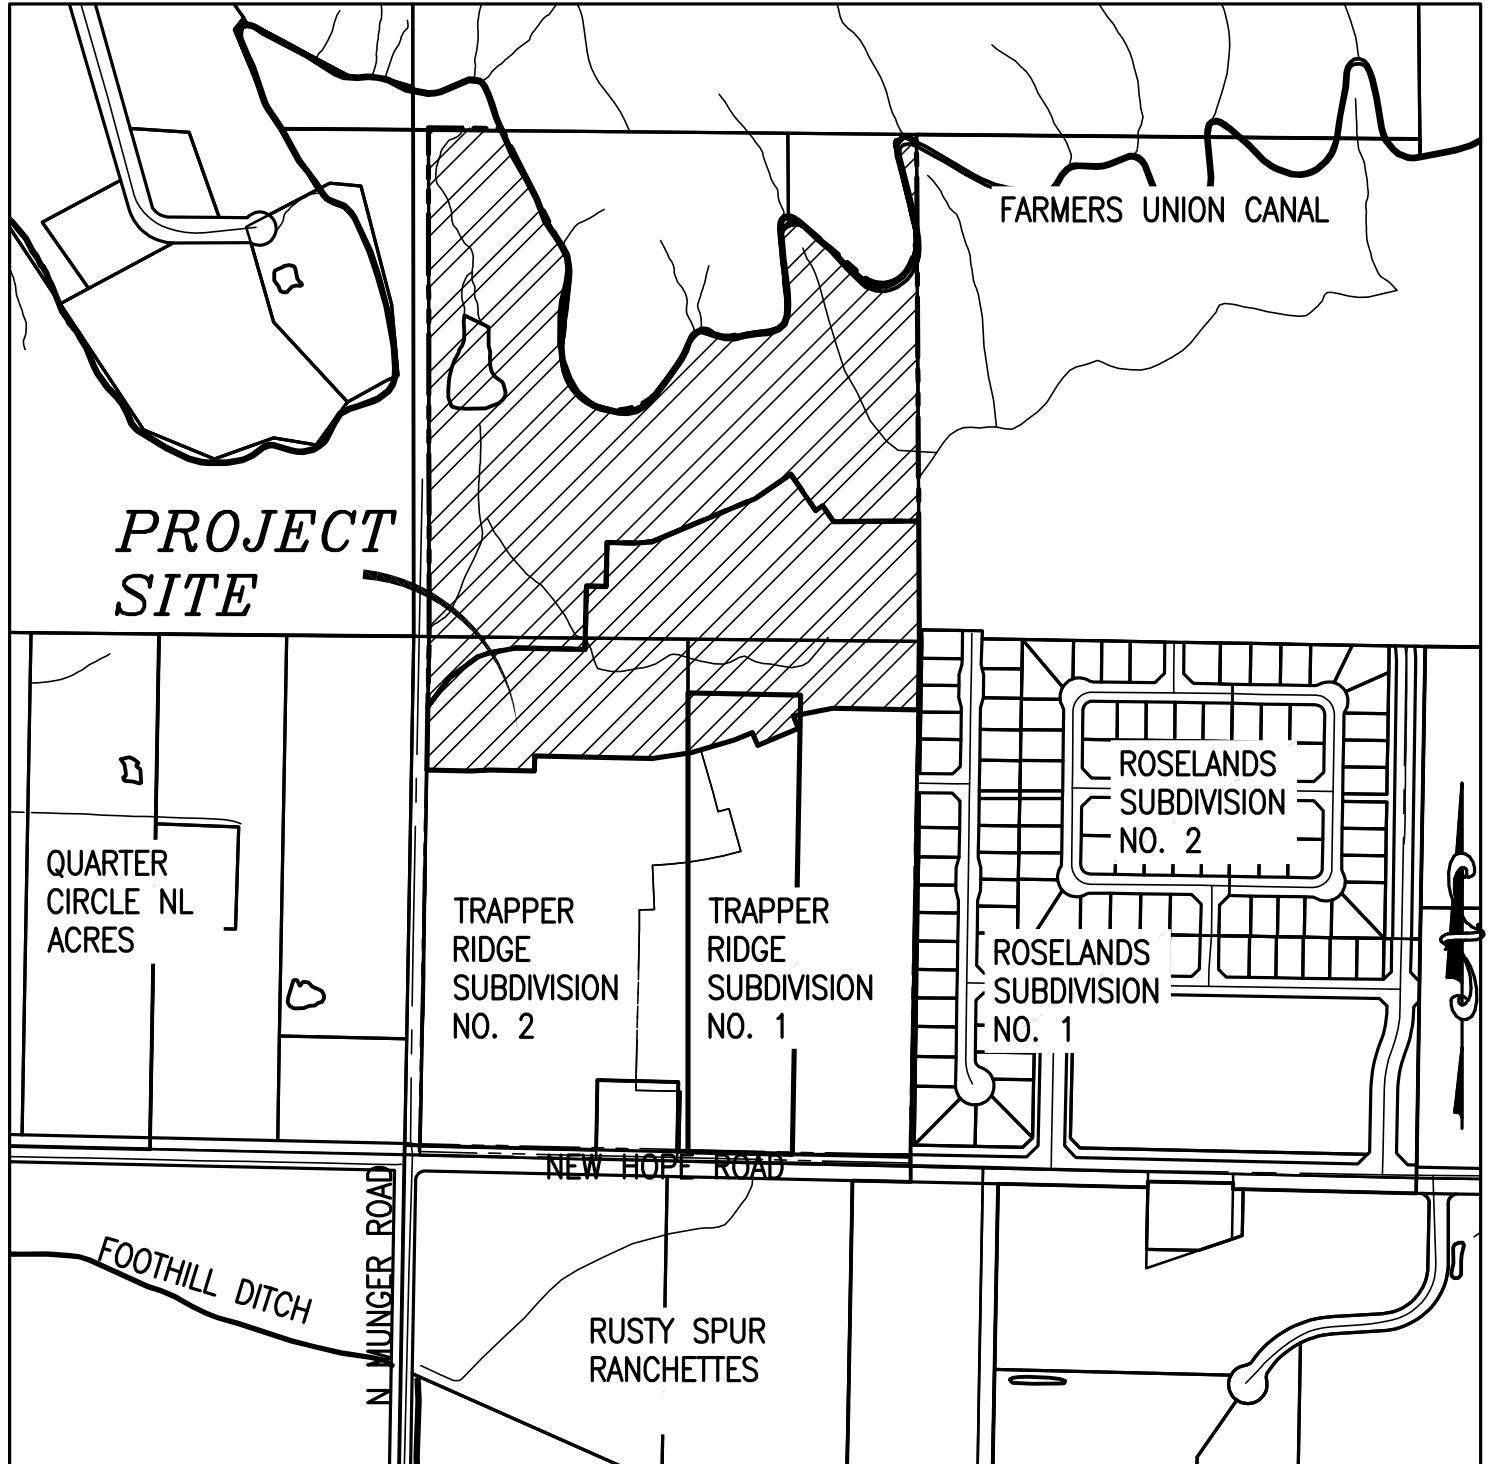 FARMERS UNION CANAL
PROJECT
SITE
ROSELANDS
SUBDIVISION
NO. 2
QUARTER
CIRCLE NL
ACRES
TRAPPER
RIDGE
SUBDIVISION
NO. 2
TRAPPER
RIDGE
SUBDIVISION
NO. 1
ROSELANDS
SUBDIVISION
NO. 1
NEW HOPE ROAD
N MUNGER ROAD
FOOTHILL DITCH
RUSTY SPUR
RANCHETTES